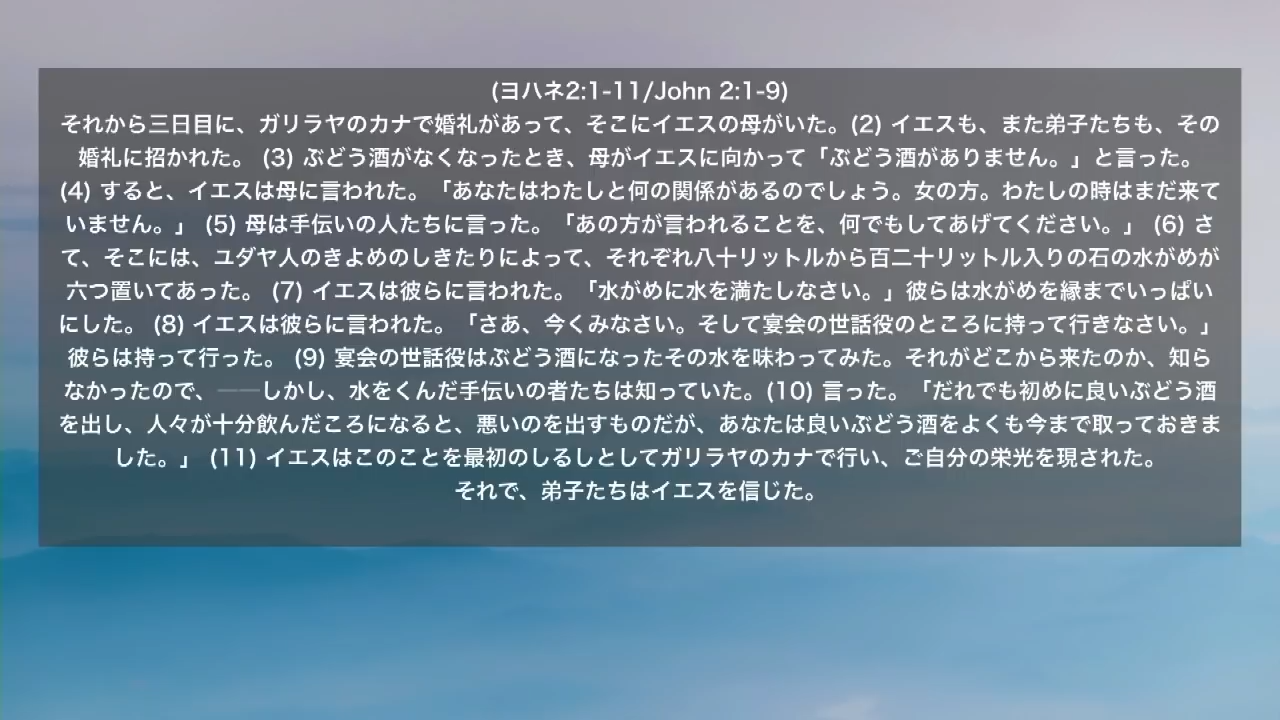 (ヨハネ2:1-11/John 2:1-9)
それから三日目に、ガリラヤのカナで婚礼があって、そこにイエスの母がいた。(2) イエスも、また弟子たちも、その
婚礼に招かれた。 (3) ぶどう酒がなくなったとき、母がイエスに向かって「ぶどう酒がありません。」と言った。
(4) すると、イエスは母に言われた。「あなたはわたしと何の関係があるのでしょう。女の方。わたしの時はまだ来て
いません。」 (5) 母は手伝いの人たちに言った。「あの方が言われることを、何でもしてあげてください。」 (6) さ
て、そこには、ユダヤ人のきよめのしきたりによって、それぞれ八十リットルから百二十リットル入りの石の水がめが
六つ置いてあった。 (7) イエスは彼らに言われた。「水がめに水を満たしなさい。」彼らは水がめを縁までいっぱい
にした。 (8) イエスは彼らに言われた。「さあ、今くみなさい。そして宴会の世話役のところに持って行きなさい。」
彼らは持って行った。 (9) 宴会の世話役はぶどう酒になったその水を味わってみた。それがどこから来たのか、知ら
なかったので、──しかし、水をくんだ手伝いの者たちは知っていた。(10) 言った。「だれでも初めに良いぶどう酒
を出し、人々が十分飲んだころになると、悪いのを出すものだが、あなたは良いぶどう酒をよくも今まで取っておきま
した。」 (11) イエスはこのことを最初のしるしとしてガリラヤのカナで行い、ご自分の栄光を現された。
それで、弟子たちはイエスを信じた。